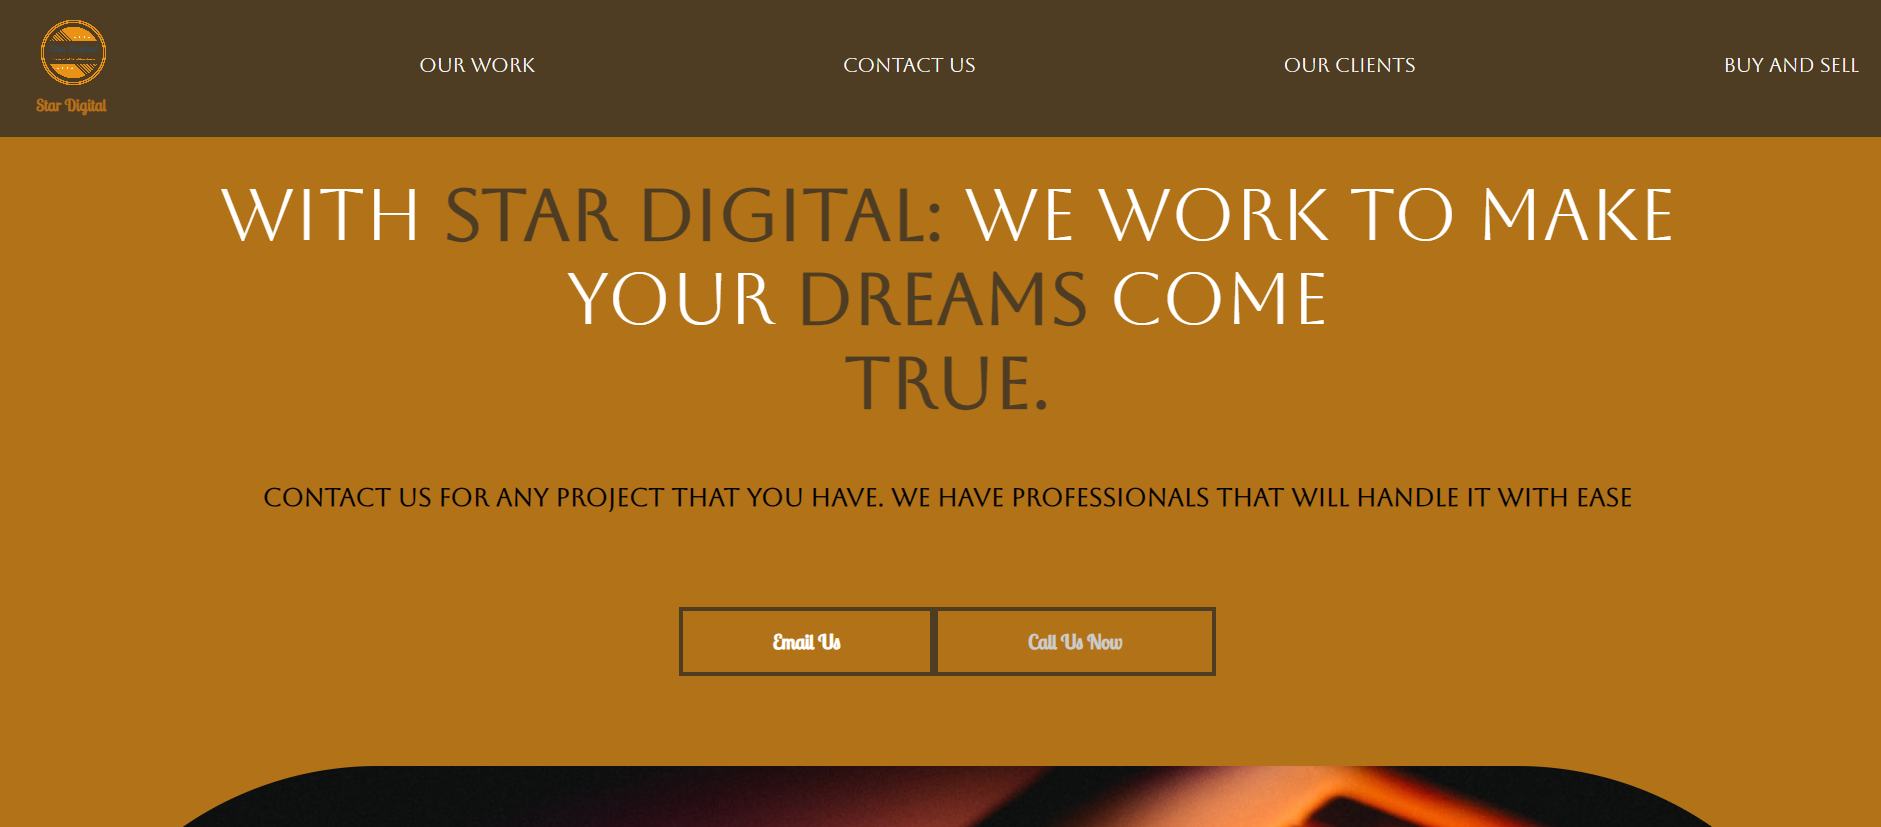 Star Digital
OUR WORK
CONTACT US
OUR CLIENTS
BUY AND SELL
WITH STAR DIGITAL: WE WORK TO MAKE
YOUR DREAMS COME
TRUE.
CONTACT US FOR ANY PROJECT THAT YOU HAVE. WE HAVE PROFESSIONALS THAT WILL HANDLE IT WITH EASE
Email Us
Call Us Now